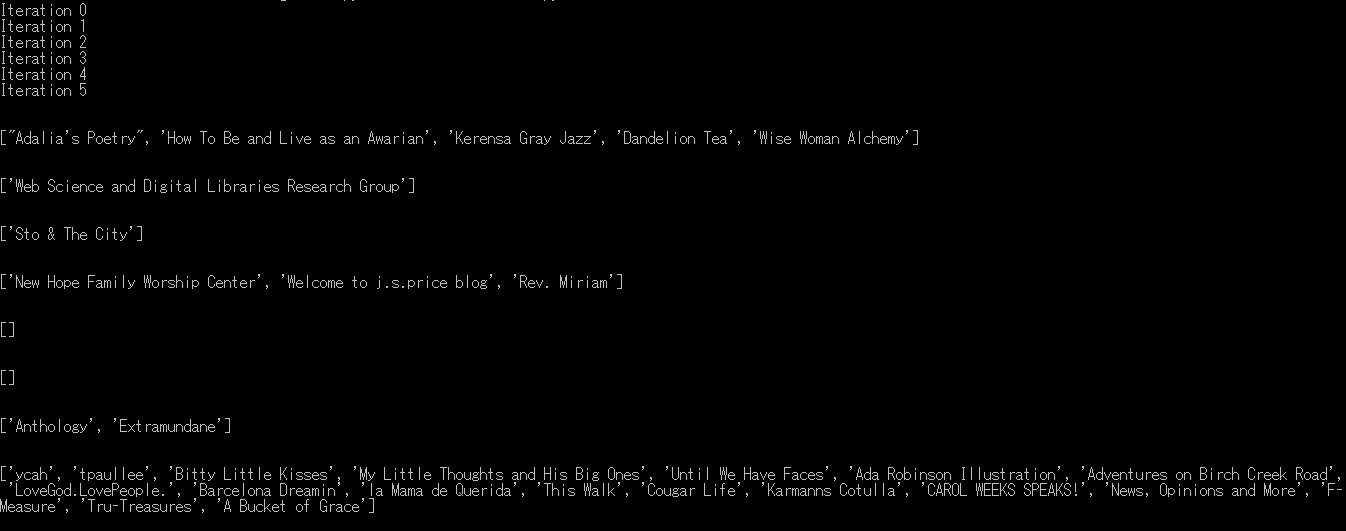 Iteration 0
Iteration 1
Iteration 2
Iteration 3
Iteration 4
Iteration 5
["Adalia's Poetry", 'How To Be and Live as an Awarian', 'Kerensa Gray Jazz', 'Dandelion Tea', 'Wise Woman Alchemy']
['Web Science and Digital Libraries Research Group']
['Sto & The City']
['New Hope Family Worship Center', 'Welcome to j.s.price blog', 'Rev. Miriam']
[]
[]
['Anthology', 'Extramundane']
['ycah', 'tpaullee', 'Bitty Little Kisses', 'My Little Thoughts and His Big Ones', 'Until We Have Faces', 'Ada Robinson Illustration', 'Adventures on Birch Creek Road',
'LoveGod.LovePeople.', 'Barcelona Dreamin', 'la Mama de Querida', 'This Walk', 'Cougar Life', 'Karmanns Cotulla', 'CAROL WEEKS SPEAKS!', 'News, Opinions and More', 'F-
Measure', 'Tru-Treasures', 'A Bucket of Grace']